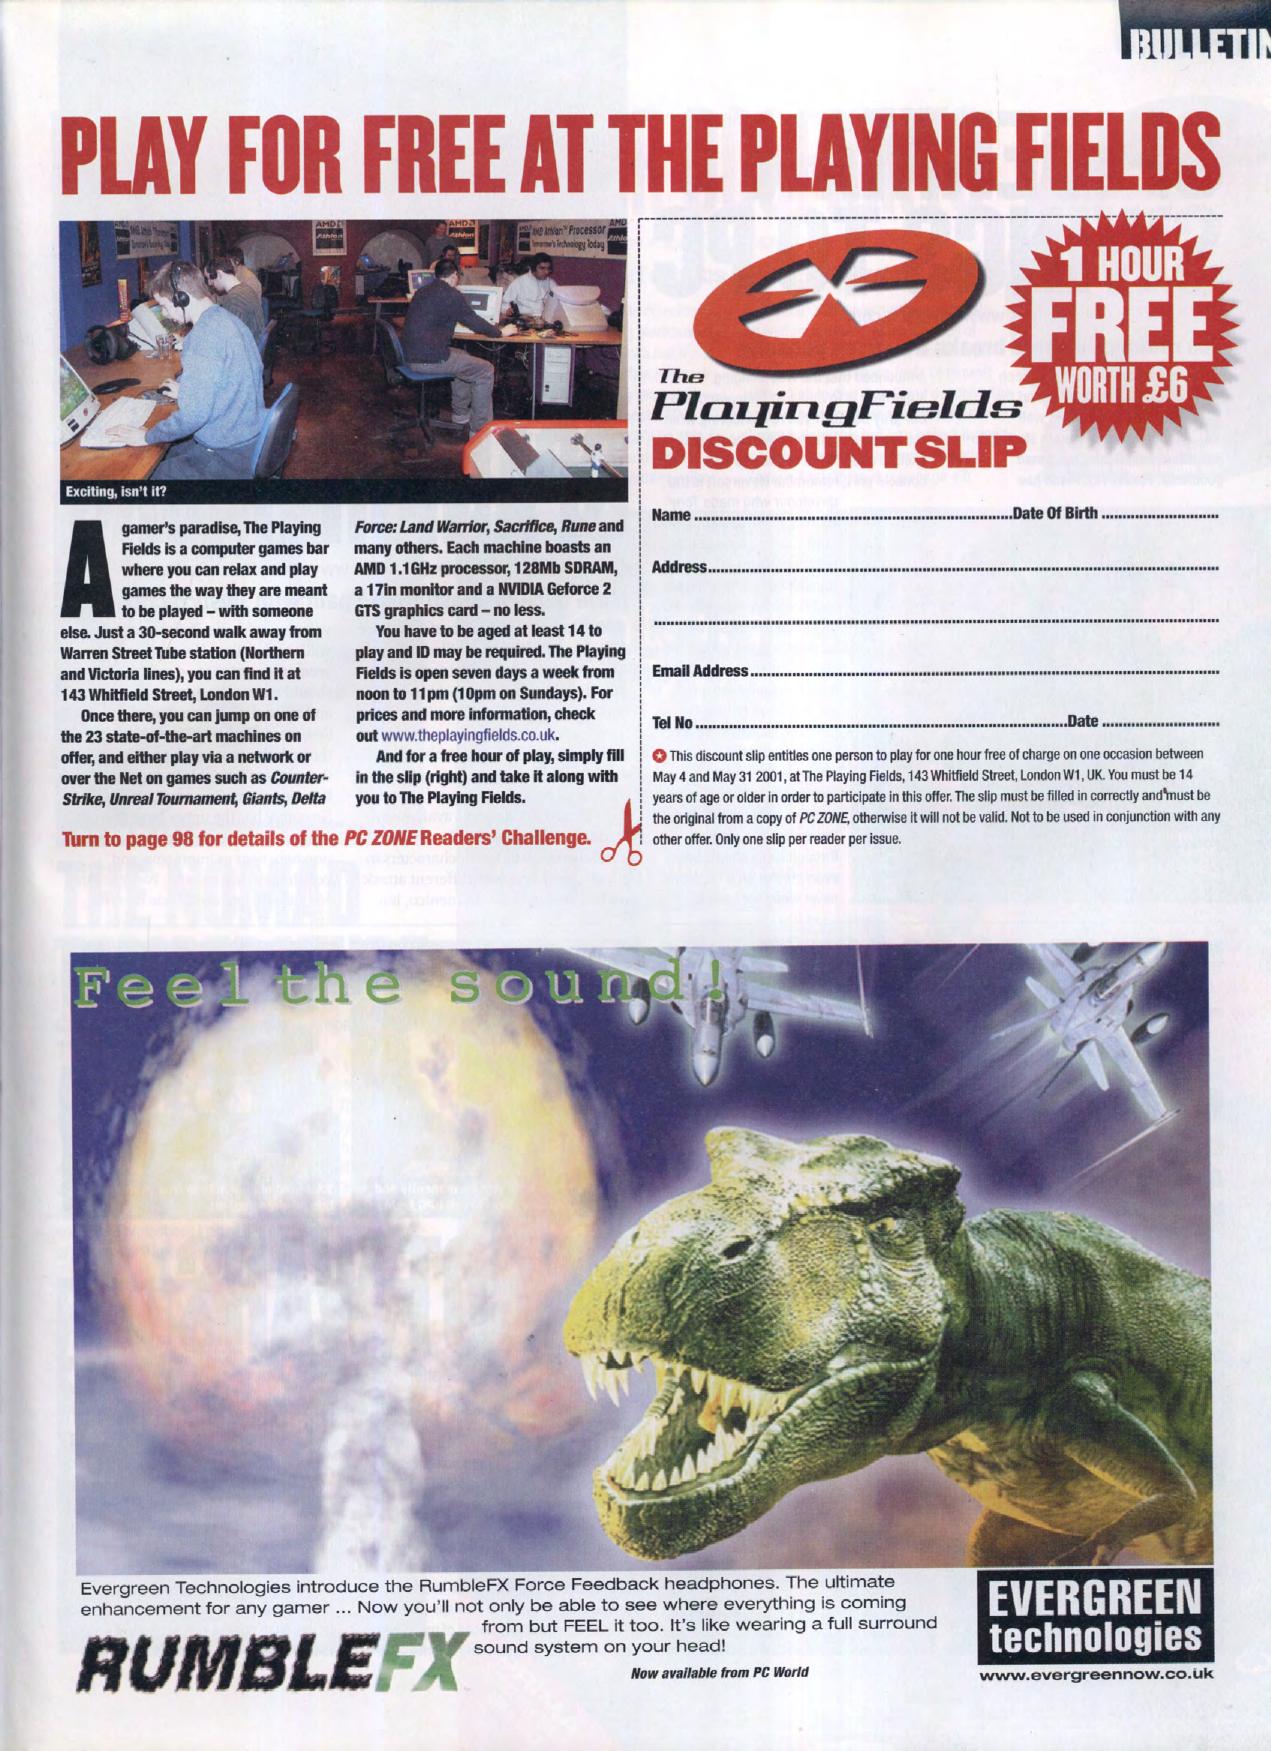 BULLETIN
PLAY FOR FREE AT THE PLAYING FIELDS
AMD Athlon™ Processor
Tomorrow's Technology Today
Exciting, isn't it?
A gamer's paradise, The Playing
Fields is a computer games bar
where you can relax and play
games the way they are meant
to be played – with someone
else. Just a 30-second walk away from
Warren Street Tube station (Northern
and Victoria lines), you can find it at
143 Whitfield Street, London W1.
Once there, you can jump on one of
the 23 state-of-the-art machines on
offer, and either play via a network or
over the Net on games such as Counter-
Strike, Unreal Tournament, Giants, Delta
Force: Land Warrior, Sacrifice, Rune and
many others. Each machine boasts an
AMD 1.1GHz processor, 128Mb SDRAM,
a 17in monitor and a NVIDIA Geforce 2
GTS graphics card – no less.
You have to be aged at least 14 to
play and ID may be required. The Playing
Fields is open seven days a week from
noon to 11pm (10pm on Sundays). For
prices and more information, check
out www.theplayingfields.co.uk.
And for a free hour of play, simply fill
in the slip (right) and take it along with
you to The Playing Fields.
Turn to page 98 for details of the PC ZONE Readers' Challenge.
1 HOUR
FREE
WORTH £6
The
PlayingFields
DISCOUNT SLIP
Name Date Of Birth
Address
Email Address
Tel No Date
This discount slip entitles one person to play for one hour free of charge on one occasion between
May 4 and May 31 2001, at The Playing Fields, 143 Whitfield Street, London W1, UK. You must be 14
years of age or older in order to participate in this offer. The slip must be filled in correctly and must be
the original from a copy of PC ZONE, otherwise it will not be valid. Not to be used in conjunction with any
other offer. Only one slip per reader per issue.
Feel the sound!
Evergreen Technologies introduce the RumbleFX Force Feedback headphones. The ultimate
enhancement for any gamer ... Now you'll not only be able to see where everything is coming
from but FEEL it too. It's like wearing a full surround
sound system on your head!
RUMBLEFX
Now available from PC World
EVERGREEN
technologies
www.evergreennow.co.uk